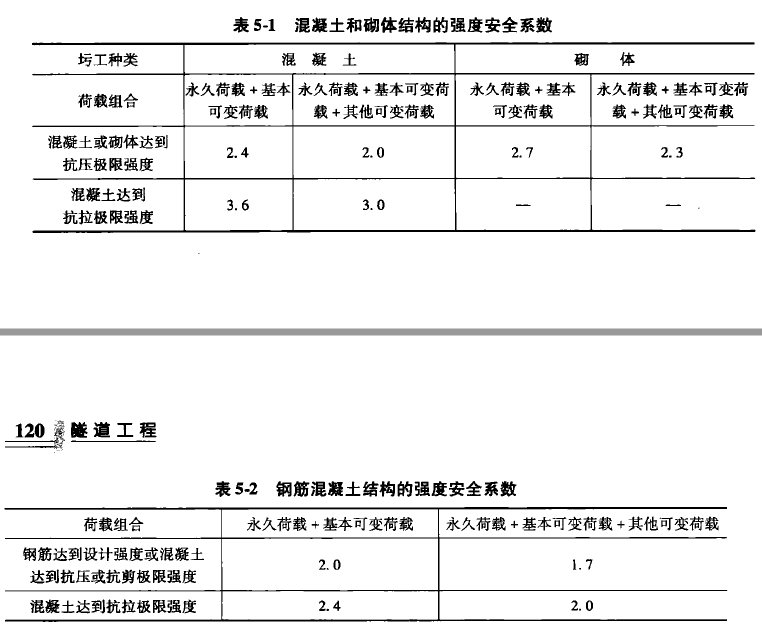 表 5-1 混凝土和砌体结构的强度安全系数
圬工种类 混 凝 土 砌 体
荷载组合 永久荷载 + 基本可变荷载 永久荷载 + 基本可变荷载 + 其他可变荷载 永久荷载 + 基本可变荷载 永久荷载 + 基本可变荷载 + 其他可变荷载
混凝土或砌体达到抗压极限强度 2.4 2.0 2.7 2.3
混凝土达到抗拉极限强度 3.6 3.0 — —
120 隧道工程
表 5-2 钢筋混凝土结构的强度安全系数
荷载组合 永久荷载 + 基本可变荷载 永久荷载 + 基本可变荷载 + 其他可变荷载
钢筋达到设计强度或混凝土达到抗压或抗剪极限强度 2.0 1.7
混凝土达到抗拉极限强度 2.4 2.0